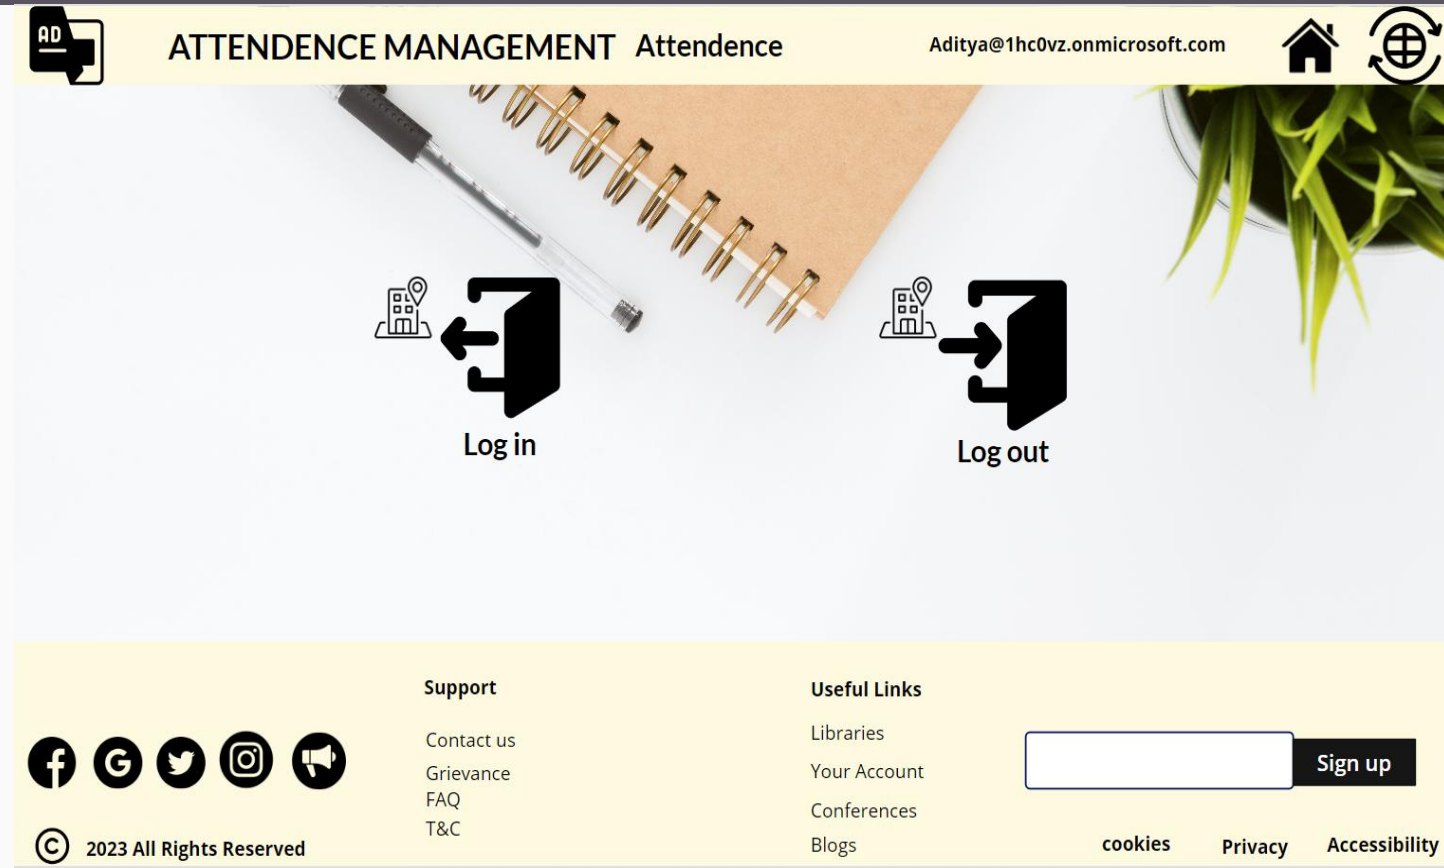 AD
ATTENDENCE MANAGEMENT Attendence
Aditya@1hc0vz.onmicrosoft.com
Log in
Log out
Support
Contact us
Grievance
FAQ
T&C
Useful Links
Libraries
Your Account
Conferences
Blogs
Sign up
© 2023 All Rights Reserved
cookies
Privacy
Accessibility